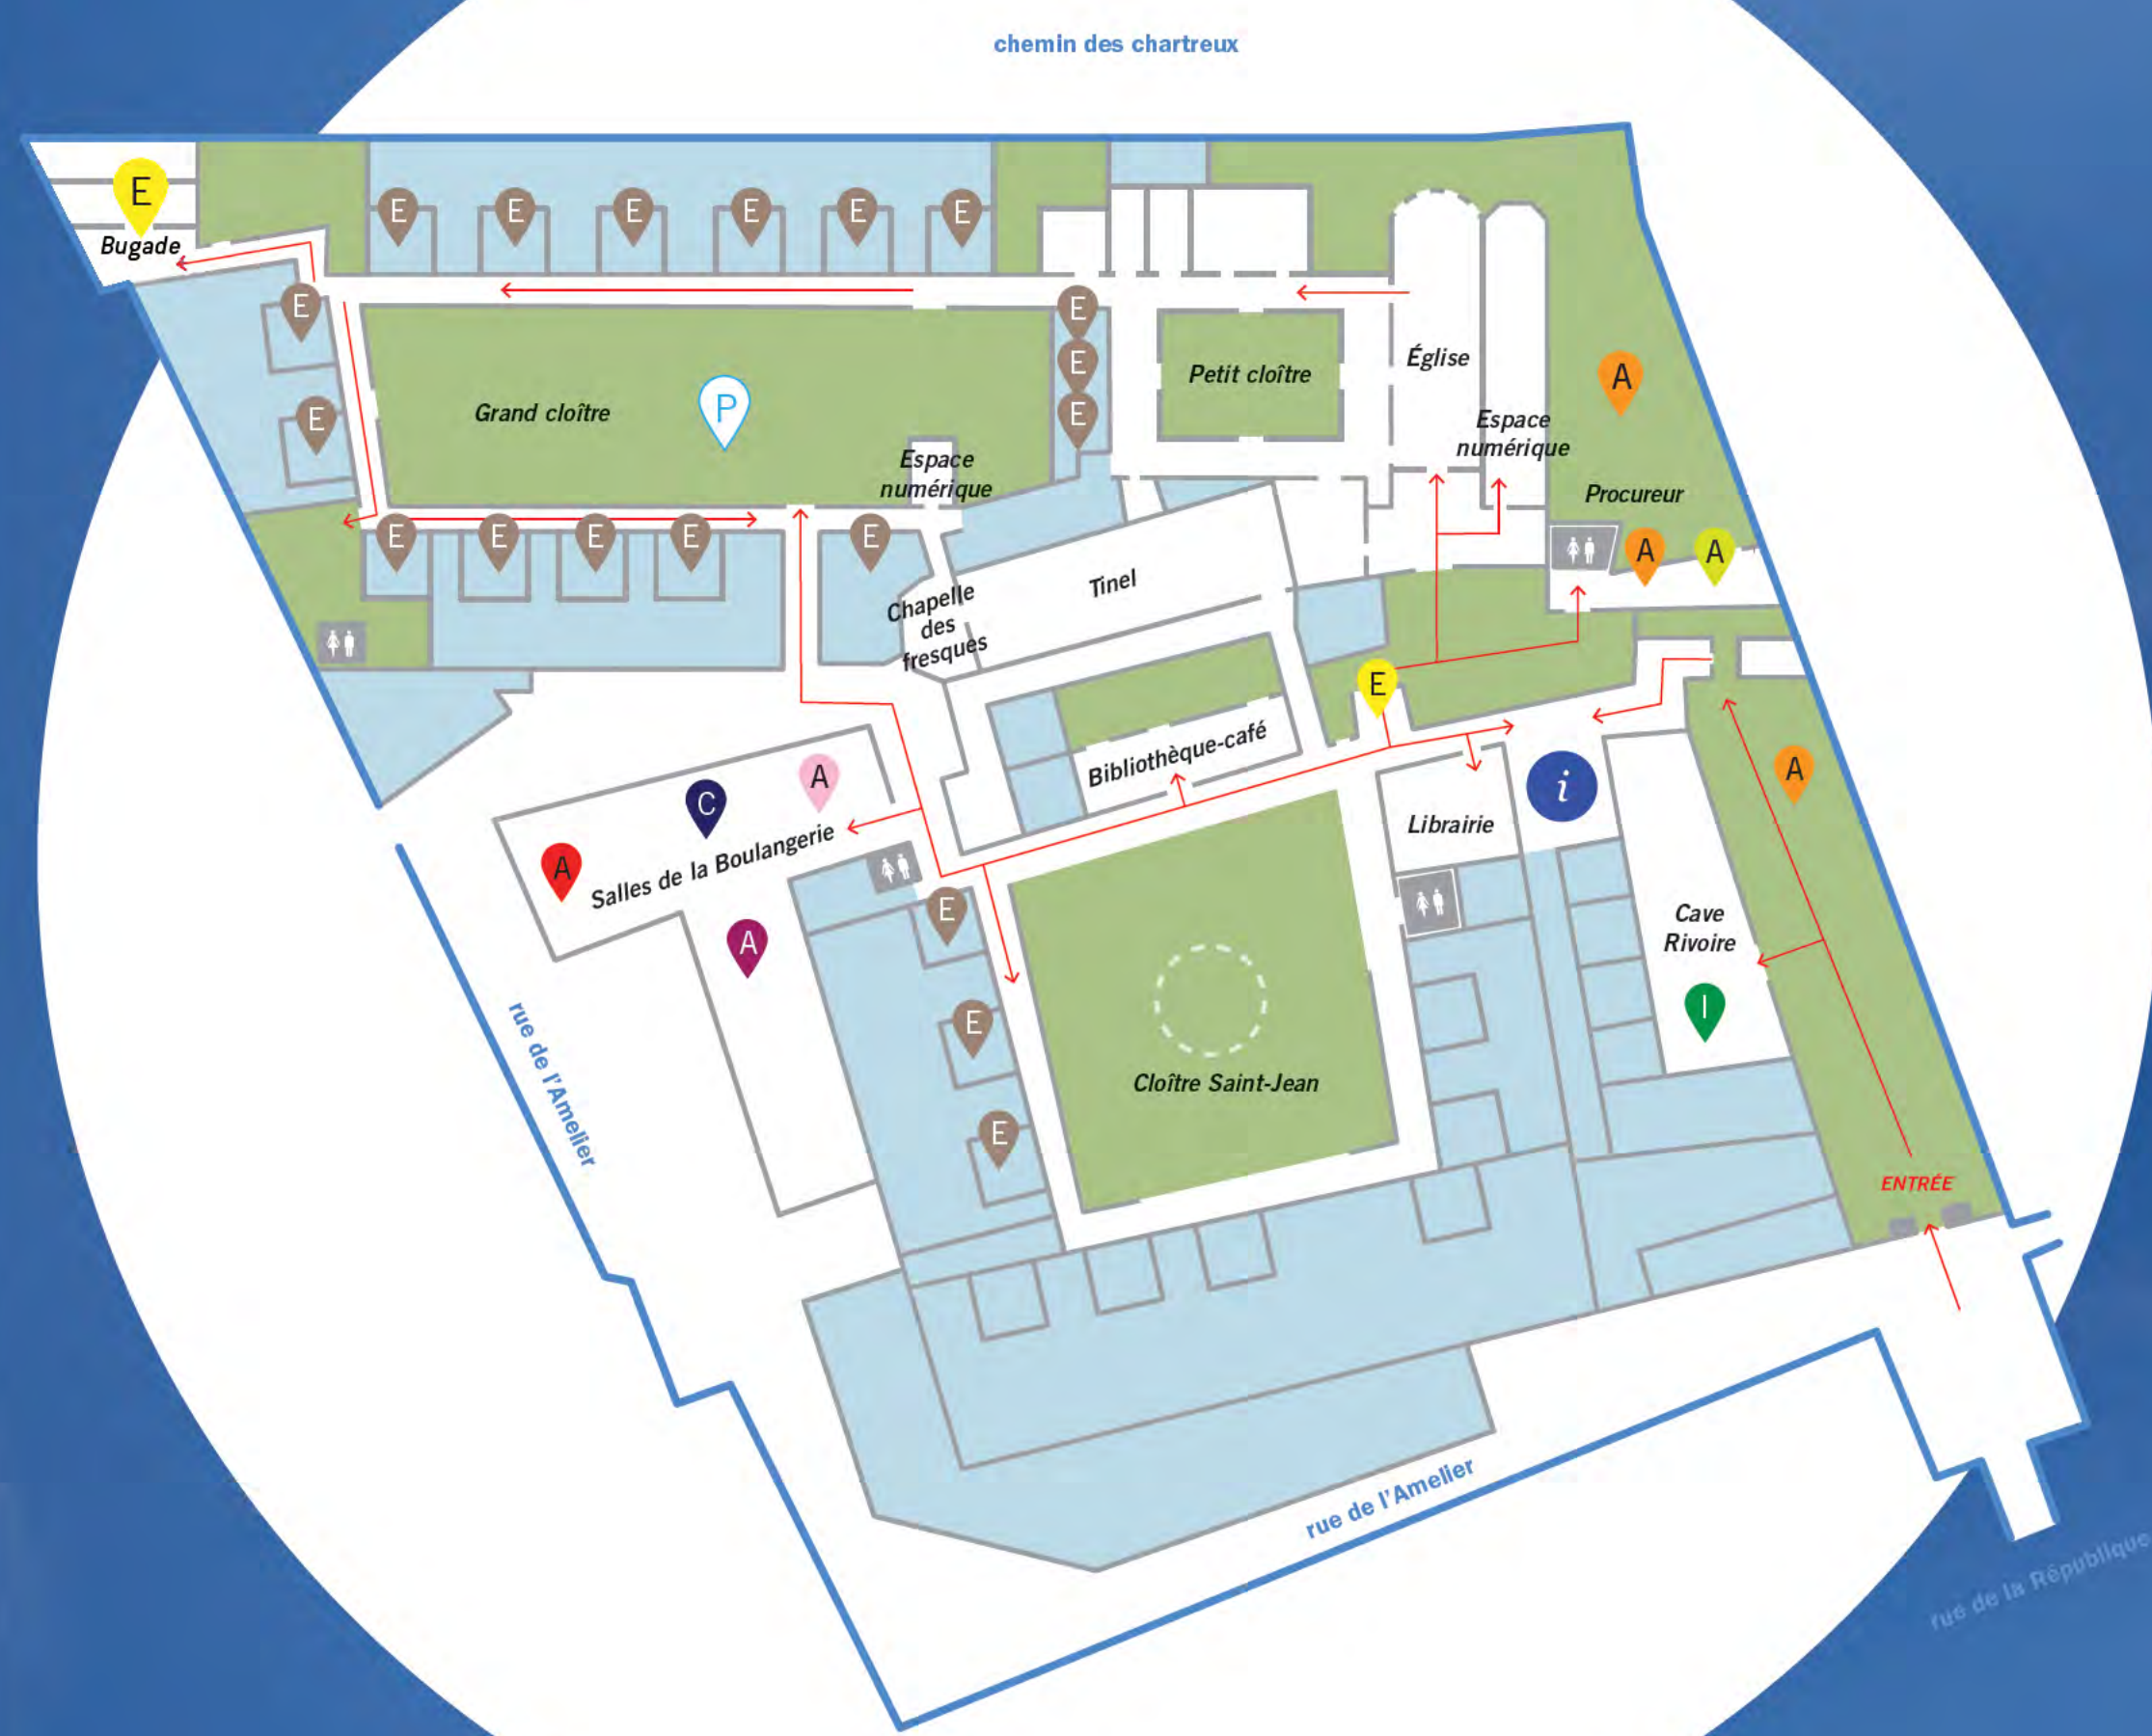 chemin des chartreux
E
Bugade
E
E
E
E
E
E
E
E
E
E
E
Grand cloître
P
Espace
numérique
Petit cloître
Église
Espace
numérique
A
Procureur
A
A
E
E
E
E
E
Chapelle
des
fresques
Tinel
E
Bibliothèque-café
A
C
A
Salles de la Boulangerie
A
Librairie
i
A
Cave
Rivoire
I
E
E
E
Cloître Saint-Jean
ENTRÉE
rue de l'Amelier
rue de l'Amelier
rue de la République